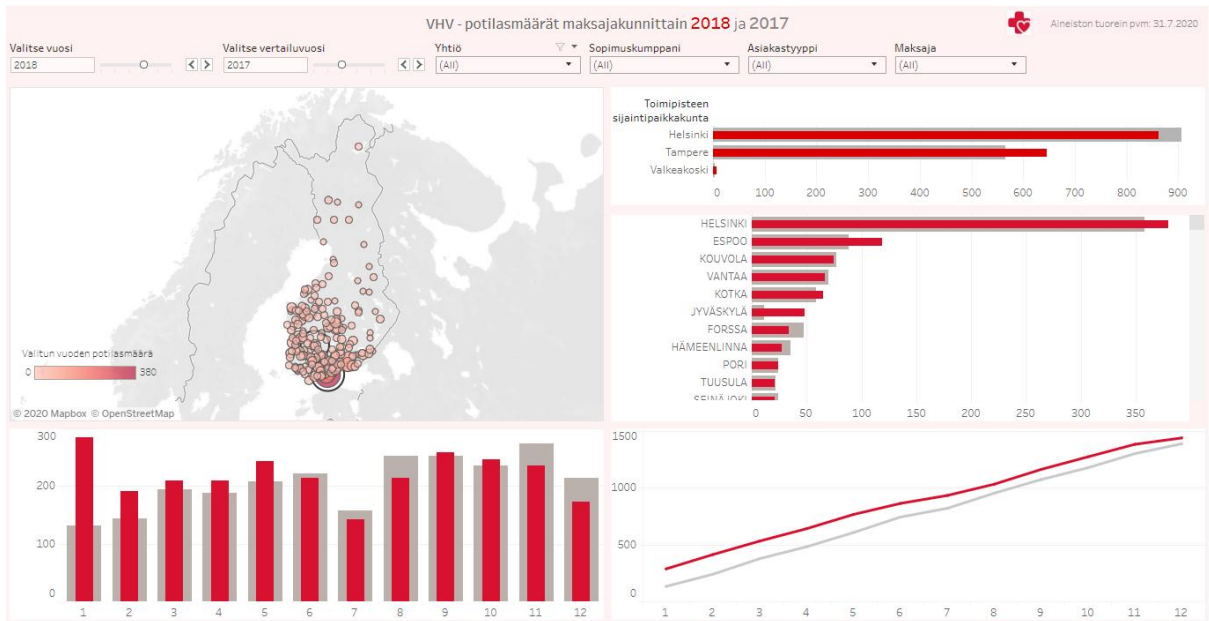 VHV - potilasmäärät maksajakunnittain 2018 ja 2017
Aineiston tuorein pvm: 31.7.2020
Valitse vuosi
Valitse vertailuvuosi
Yhtiö
Sopimuskumppani
Asiakastyyppi
Maksaja
2018
2017
(All)
(All)
(All)
(All)
Valitun vuoden potilasmäärä
0
380
© 2020 Mapbox © OpenStreetMap
Toimipisteen
sijaintipaikkakunta
Helsinki
Tampere
Valkeakoski
0 100 200 300 400 500 600 700 800 900
HELSINKI
ESPOO
KOUVOLA
VANTAA
KOTKA
JYVÄSKYLÄ
FORSSA
HÄMEENLINNA
PORI
TUUSULA
SEINÄJOKI
0 50 100 150 200 250 300 350
300
200
100
0
1 2 3 4 5 6 7 8 9 10 11 12
1500
1000
500
0
1 2 3 4 5 6 7 8 9 10 11 12